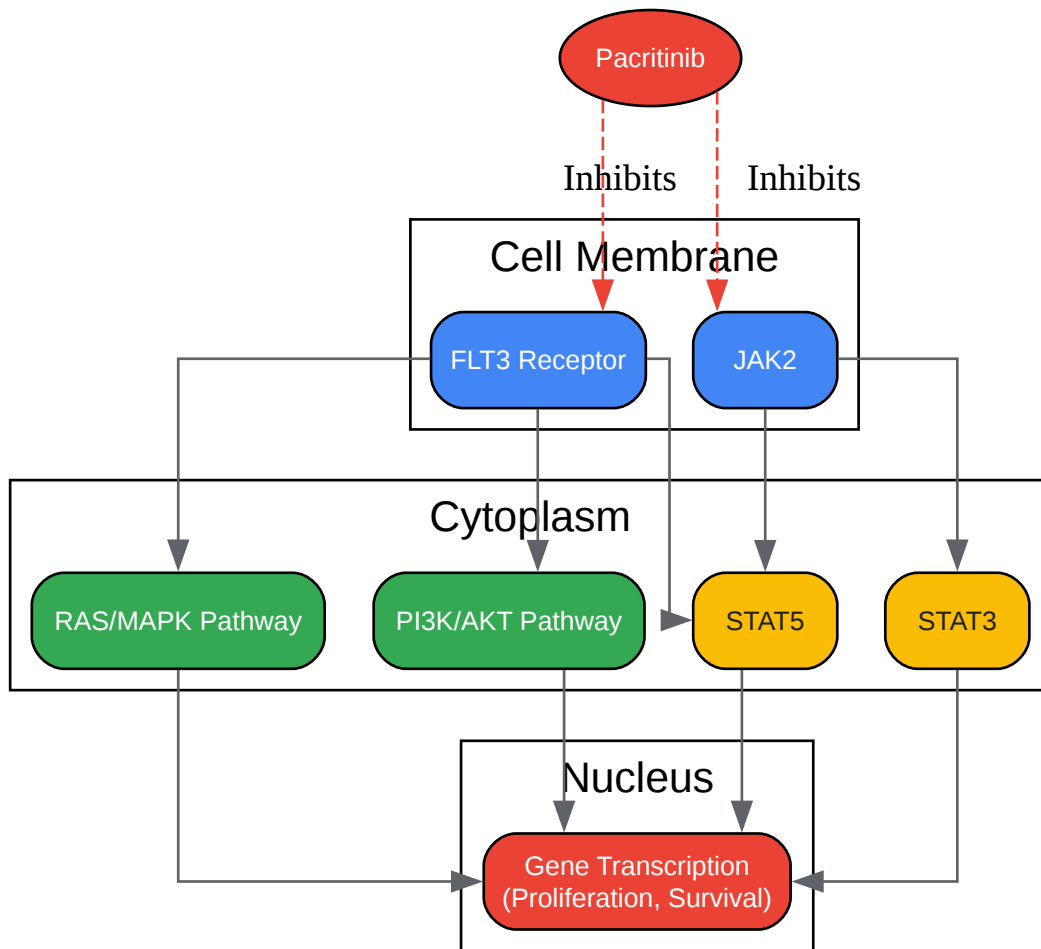 Pacritinib
Inhibits
Inhibits
Cell Membrane
FLT3 Receptor
JAK2
Cytoplasm
RAS/MAPK Pathway
PI3K/AKT Pathway
STAT5
STAT3
Nucleus
Gene Transcription
(Proliferation, Survival)